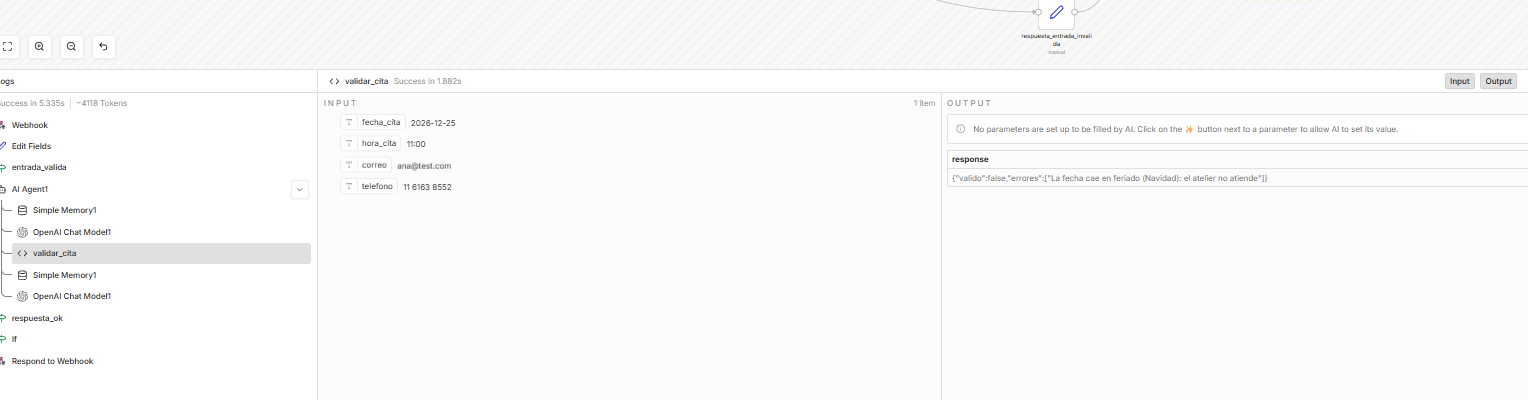 respuesta_entrada_invali
da
manual
ogs
validar_cita Success in 1.882s
Input Output
Success in 5.335s ~4118 Tokens
INPUT 1 item
OUTPUT
Webhook
Edit Fields
entrada_valida
AI Agent1
Simple Memory1
OpenAI Chat Model1
validar_cita
Simple Memory1
OpenAI Chat Model1
respuesta_ok
If
Respond to Webhook
T fecha_cita 2026-12-25
T hora_cita 11:00
T correo ana@test.com
T telefono 11 6163 8552
No parameters are set up to be filled by AI. Click on the ✨ button next to a parameter to allow AI to set its value.
response
{"valido":false,"errores":["La fecha cae en feriado (Navidad): el atelier no atiende"]}